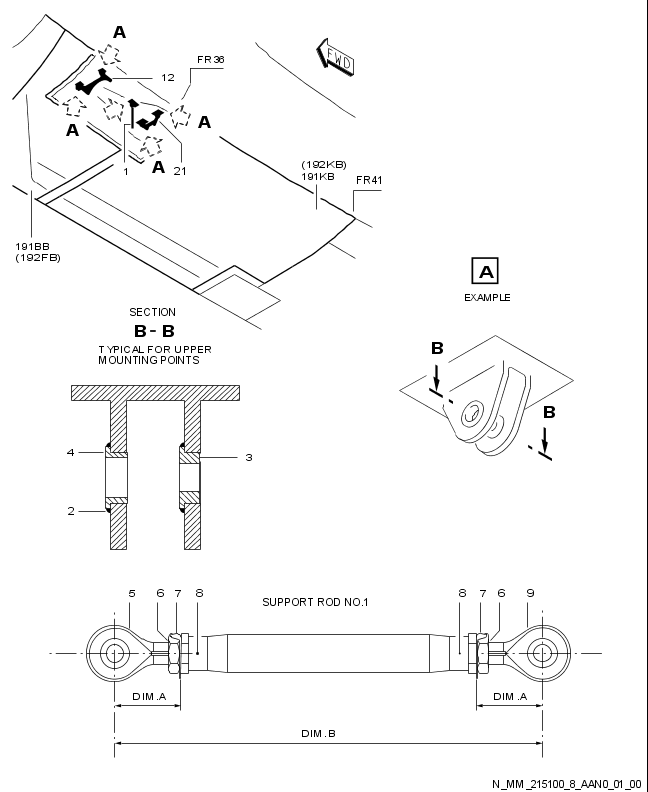 A
FWD
FR36
12
A
A
1
A
21
(192KB)
191KB
FR41
191BB
(192FB)
A
EXAMPLE
SECTION
B-B
TYPICAL FOR UPPER
MOUNTING POINTS
B
B
4
3
2
5 6 7 8
SUPPORT ROD NO.1
8 7 6 9
DIM.A
DIM.A
DIM.B
N_MM_215100_8_AAN0_01_00